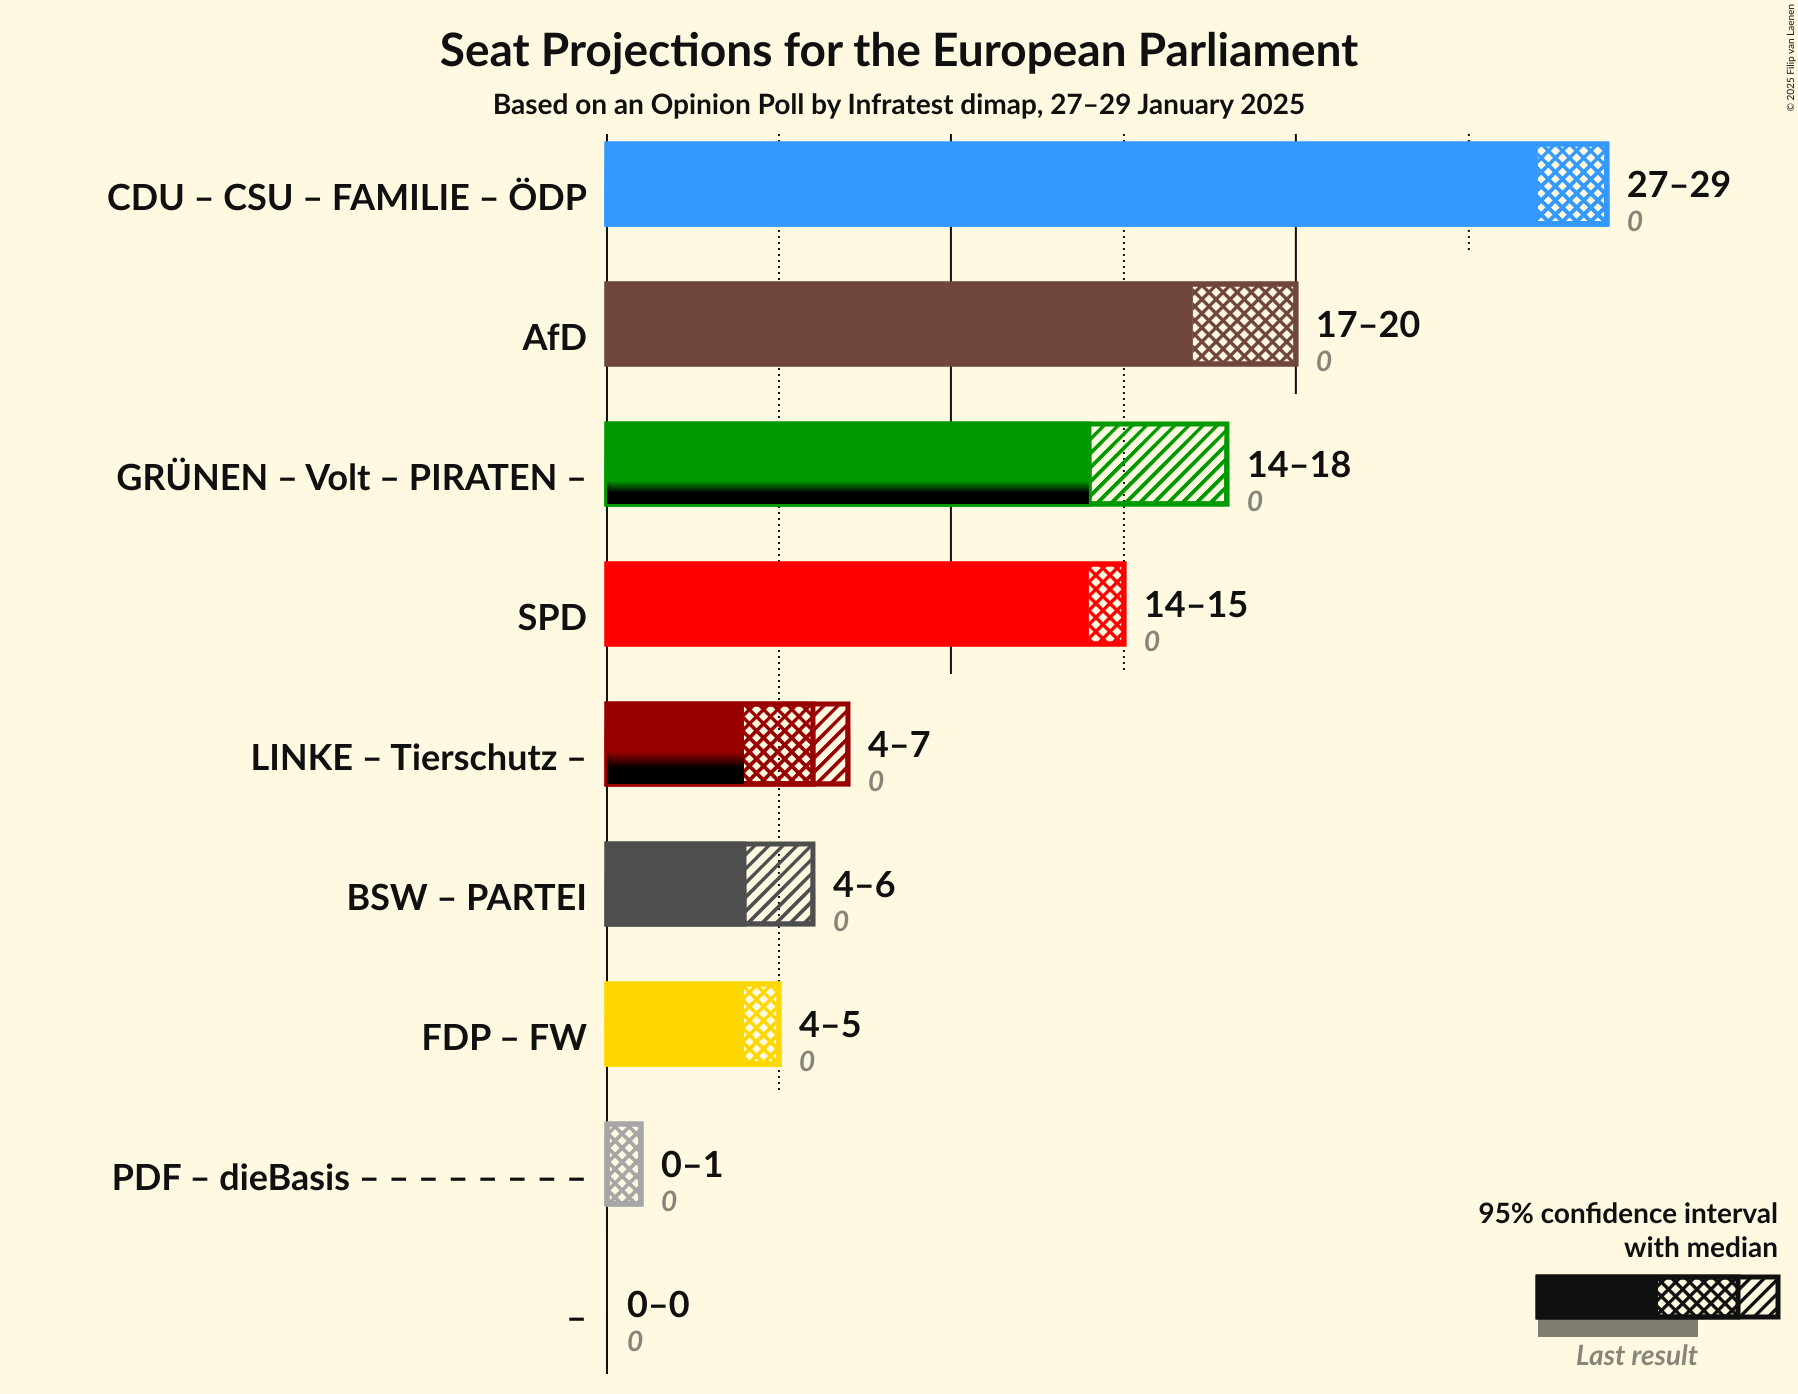 Seat Projections for the European Parliament
Based on an Opinion Poll by Infratest dimap, 27–29 January 2025
© 2025 Filip van Laenen
CDU – CSU – FAMILIE – ÖDP
27–29
0
AfD
17–20
0
GRÜNEN – Volt – PIRATEN –
14–18
0
SPD
14–15
0
LINKE – Tierschutz –
4–7
0
BSW – PARTEI
4–6
0
FDP – FW
4–5
0
PDF – dieBasis – – – – – – – –
0–1
0
–
0–0
0
95% confidence interval
with median
Last result